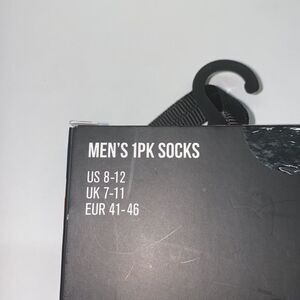 MEN'S 1PK SOCKS
US 8-12
UK 7-11
EUR 41-46